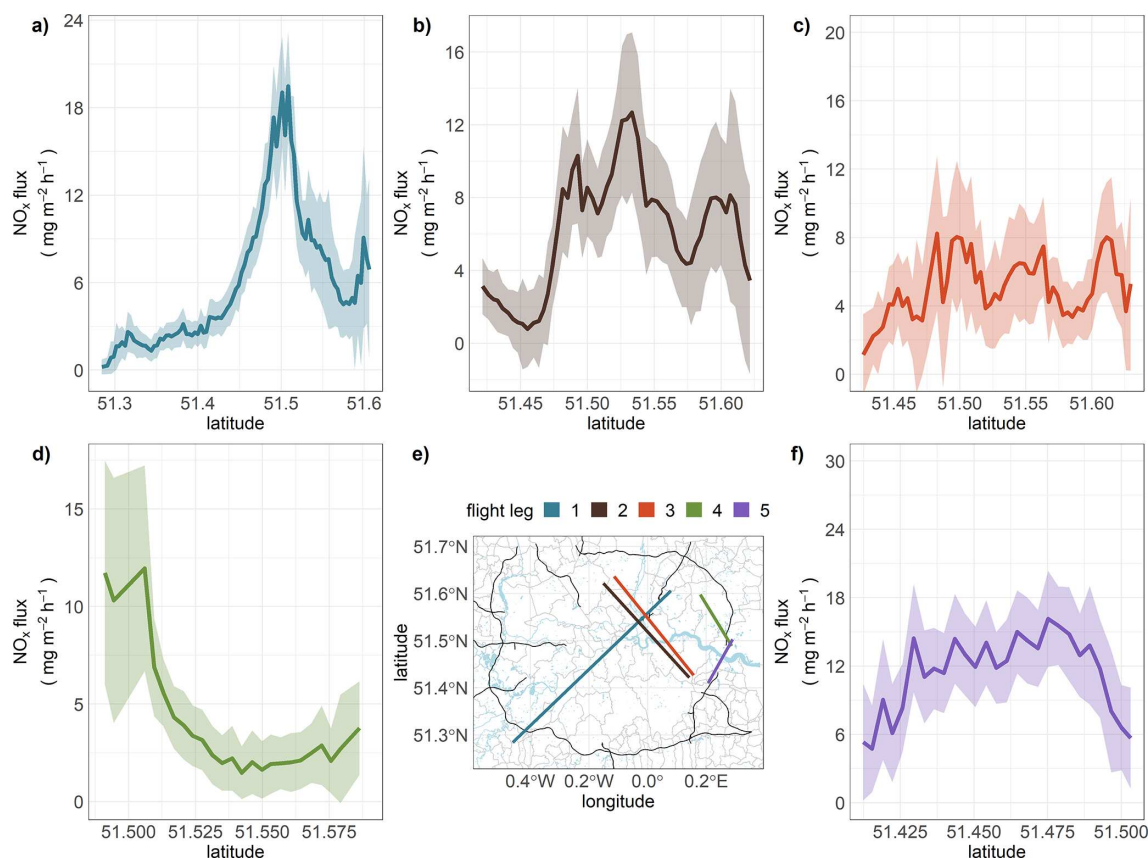 a)
24
18
12
6
0
NOx flux
( mg m−2 h−1 )
51.3 51.4 51.5 51.6
latitude
b)
16
12
8
4
0
NOx flux
( mg m−2 h−1 )
51.45 51.50 51.55 51.60
latitude
c)
20
16
12
8
4
0
NOx flux
( mg m−2 h−1 )
51.45 51.50 51.55 51.60
latitude
d)
15
10
5
0
NOx flux
( mg m−2 h−1 )
51.500 51.525 51.550 51.575
latitude
e)
flight leg 1 2 3 4 5
51.7°N
51.6°N
51.5°N
51.4°N
51.3°N
latitude
0.4°W 0.2°W 0.0° 0.2°E
longitude
f)
30
24
18
12
6
0
NOx flux
( mg m−2 h−1 )
51.425 51.450 51.475 51.500
latitude